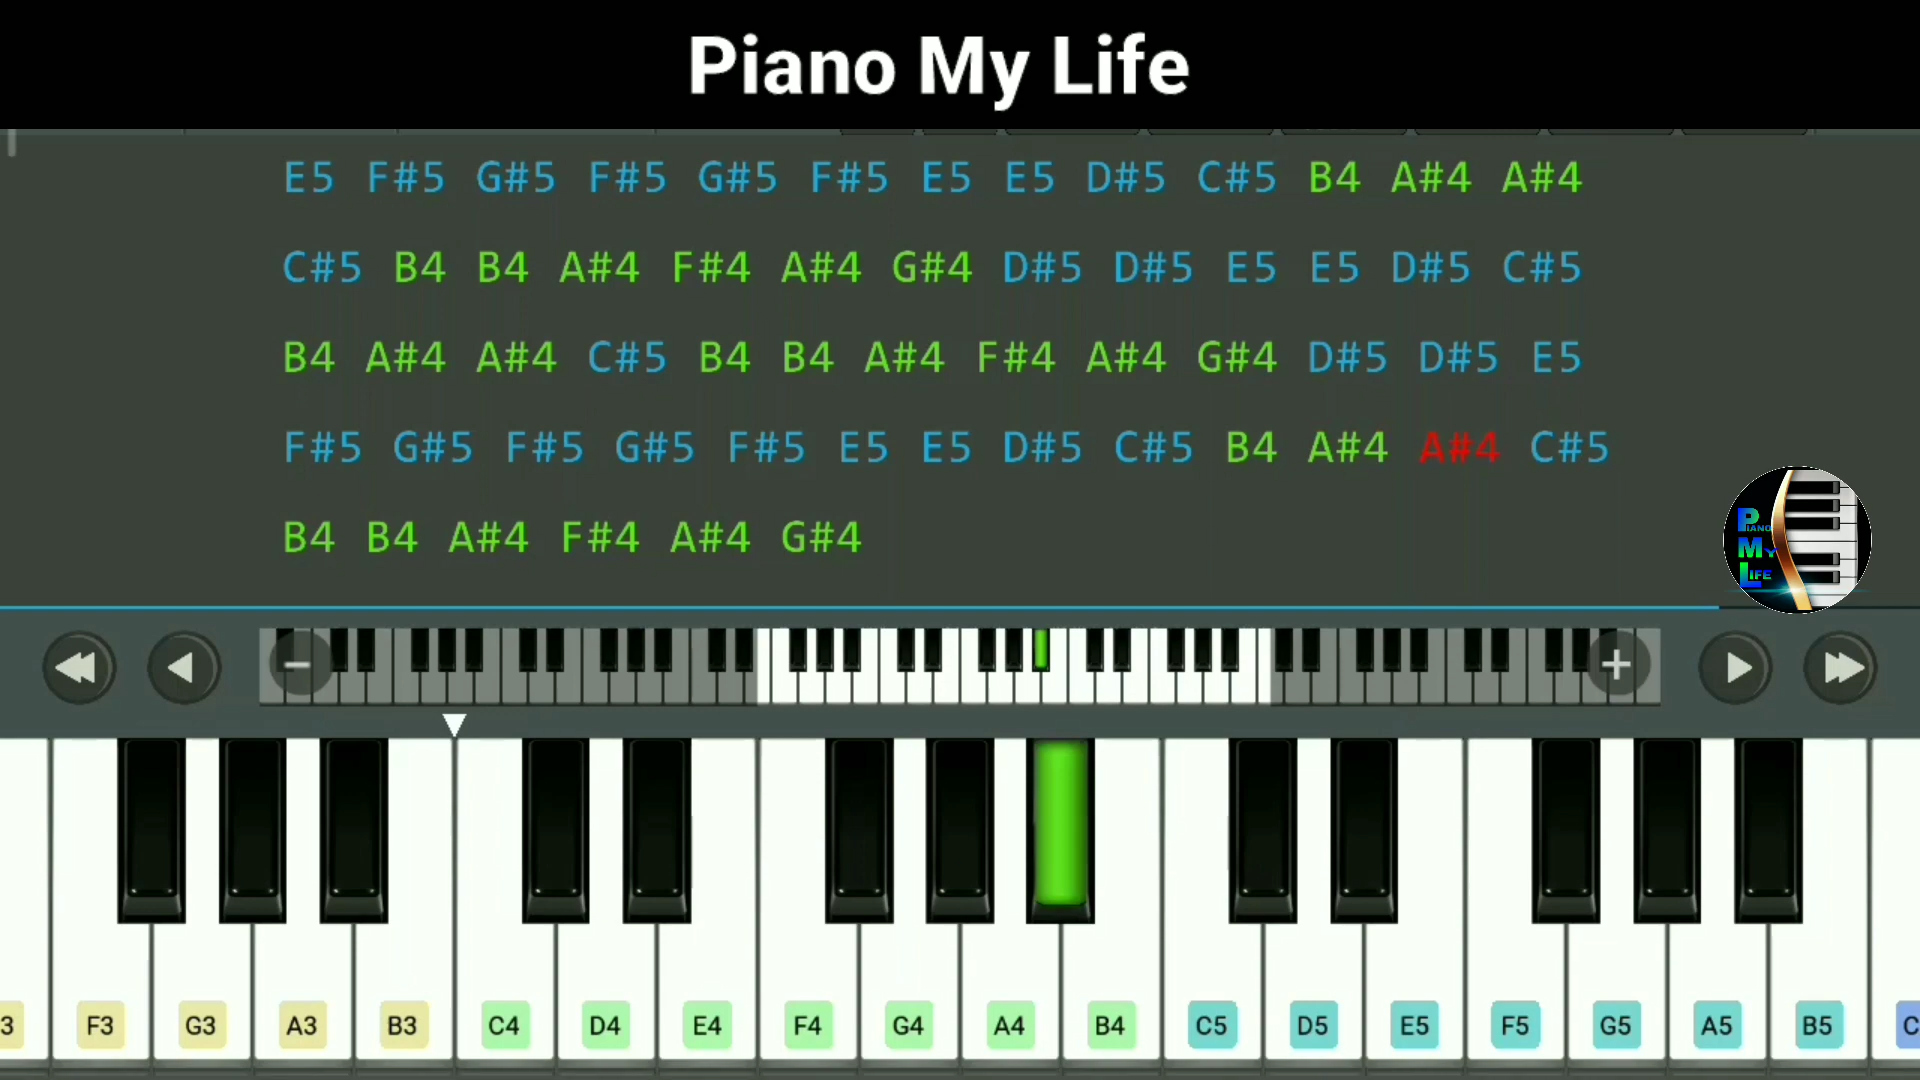 Piano My Life
E5 F#5 G#5 F#5 G#5 F#5 E5 E5 D#5 C#5 B4 A#4 A#4
C#5 B4 B4 A#4 F#4 A#4 G#4 D#5 D#5 E5 E5 D#5 C#5
B4 A#4 A#4 C#5 B4 B4 A#4 F#4 A#4 G#4 D#5 D#5 E5
F#5 G#5 F#5 G#5 F#5 E5 E5 D#5 C#5 B4 A#4 A#4 C#5
B4 B4 A#4 F#4 A#4 G#4
PIANO
MY
LIFE
3 F3 G3 A3 B3 C4 D4 E4 F4 G4 A4 B4 C5 D5 E5 F5 G5 A5 B5 C